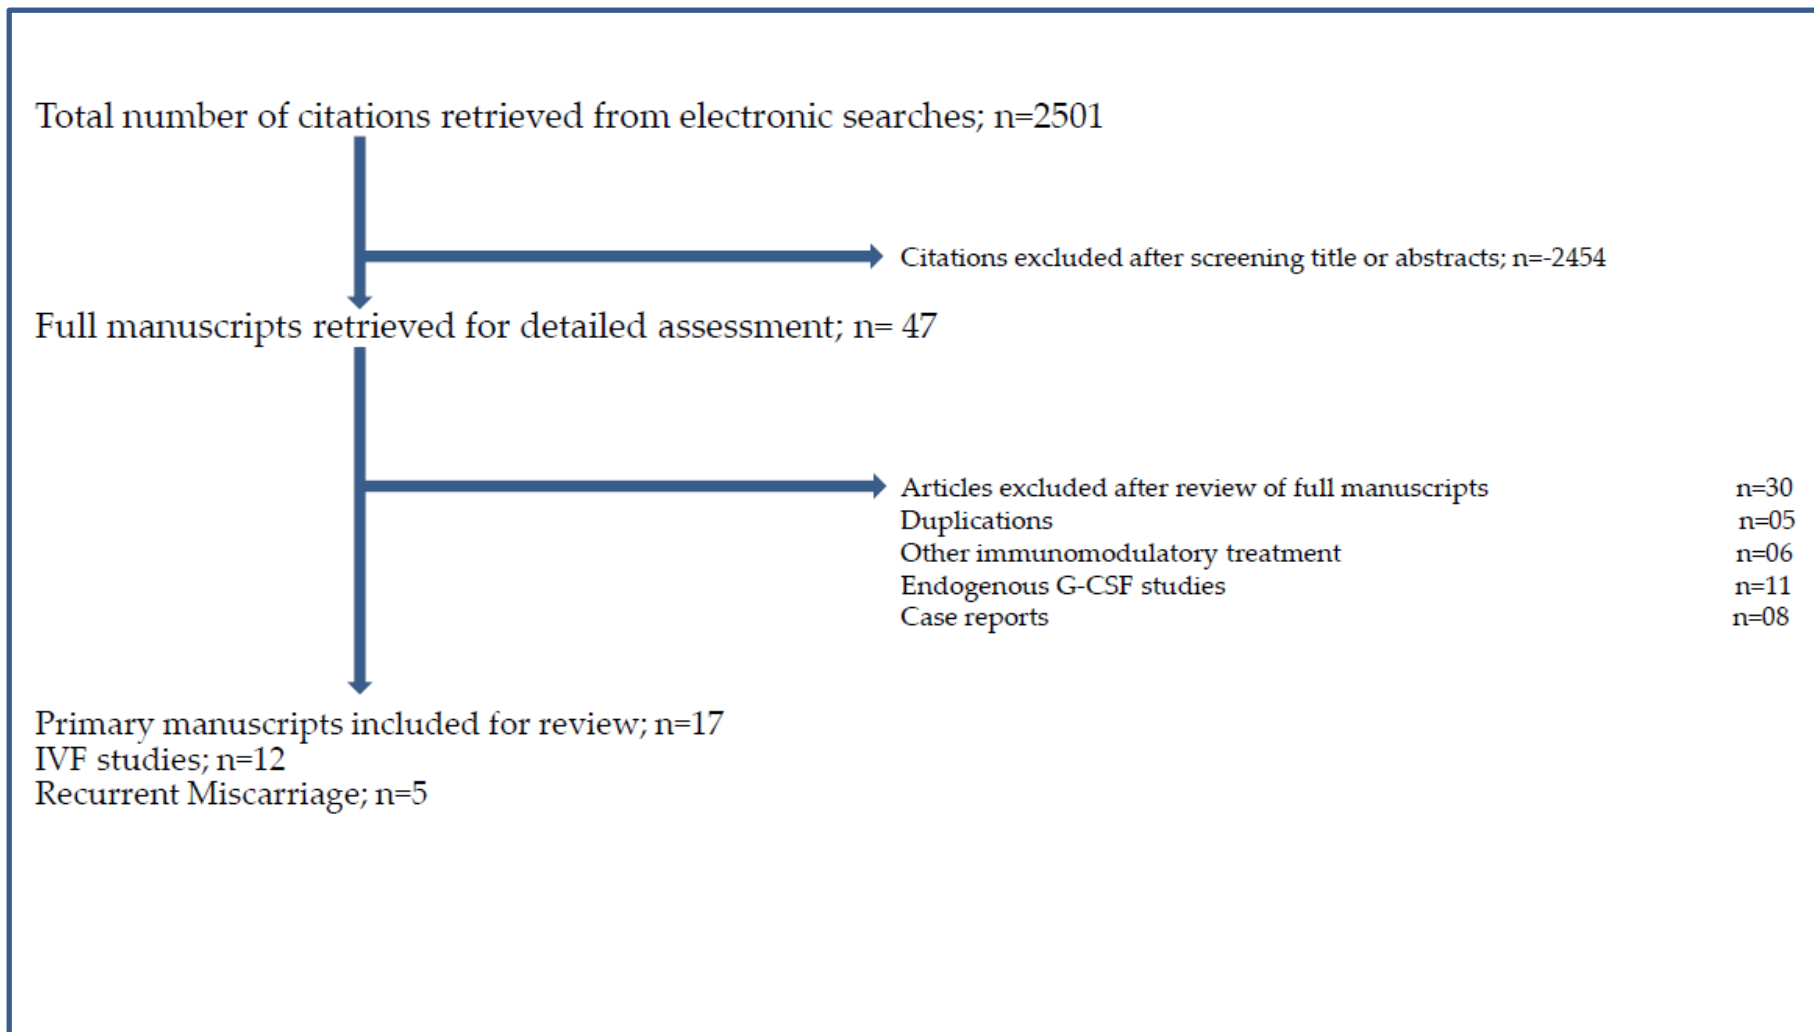 Total number of citations retrieved from electronic searches; n=2501
Citations excluded after screening title or abstracts; n=-2454
Full manuscripts retrieved for detailed assessment; n= 47
Articles excluded after review of full manuscripts n=30
Duplications n=05
Other immunomodulatory treatment n=06
Endogenous G-CSF studies n=11
Case reports n=08
Primary manuscripts included for review; n=17
IVF studies; n=12
Recurrent Miscarriage; n=5